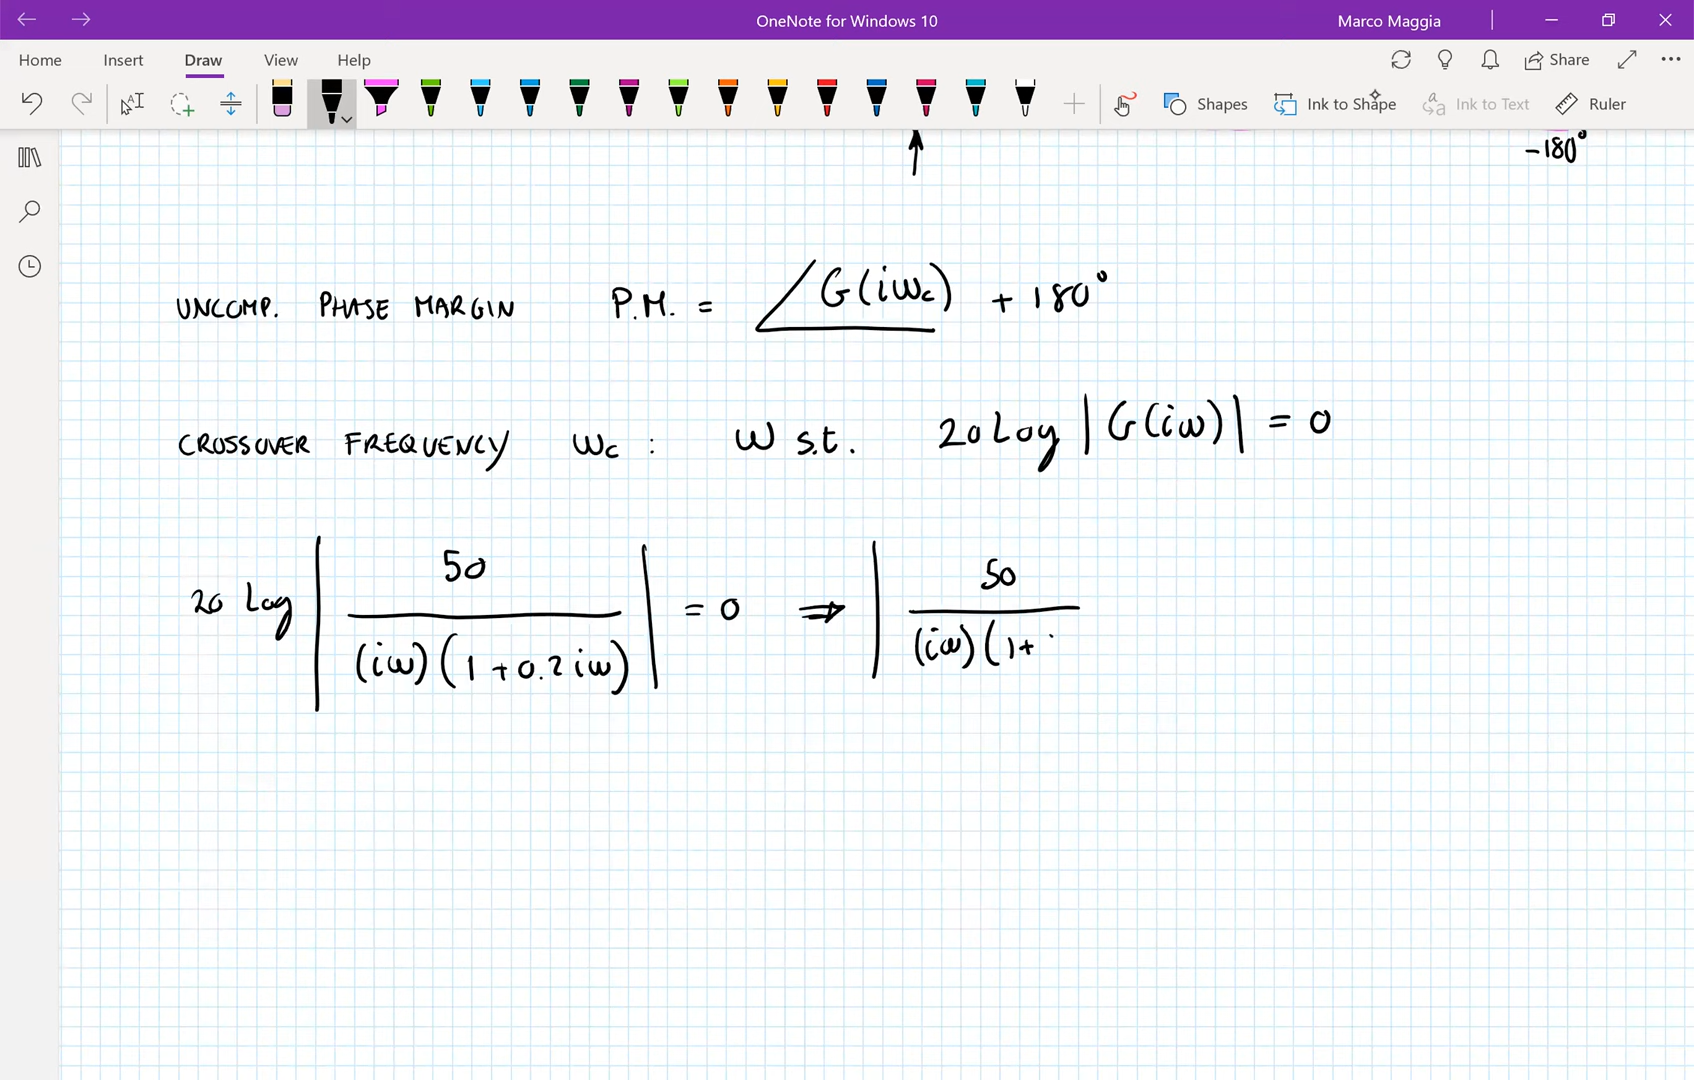 OneNote for Windows 10
Marco Maggia
Home Insert Draw View Help
Share
Shapes Ink to Shape Ink to Text Ruler
-180°
UNCOMP. PHASE MARGIN P.M. = ∠G(iωc) + 180°
CROSSOVER FREQUENCY ωc : ω s.t. 20 Log |G(iω)| = 0
20 Log | 50 / (iω)(1 + 0.2 iω) | = 0 ⇒ | 50 / (iω)(1+